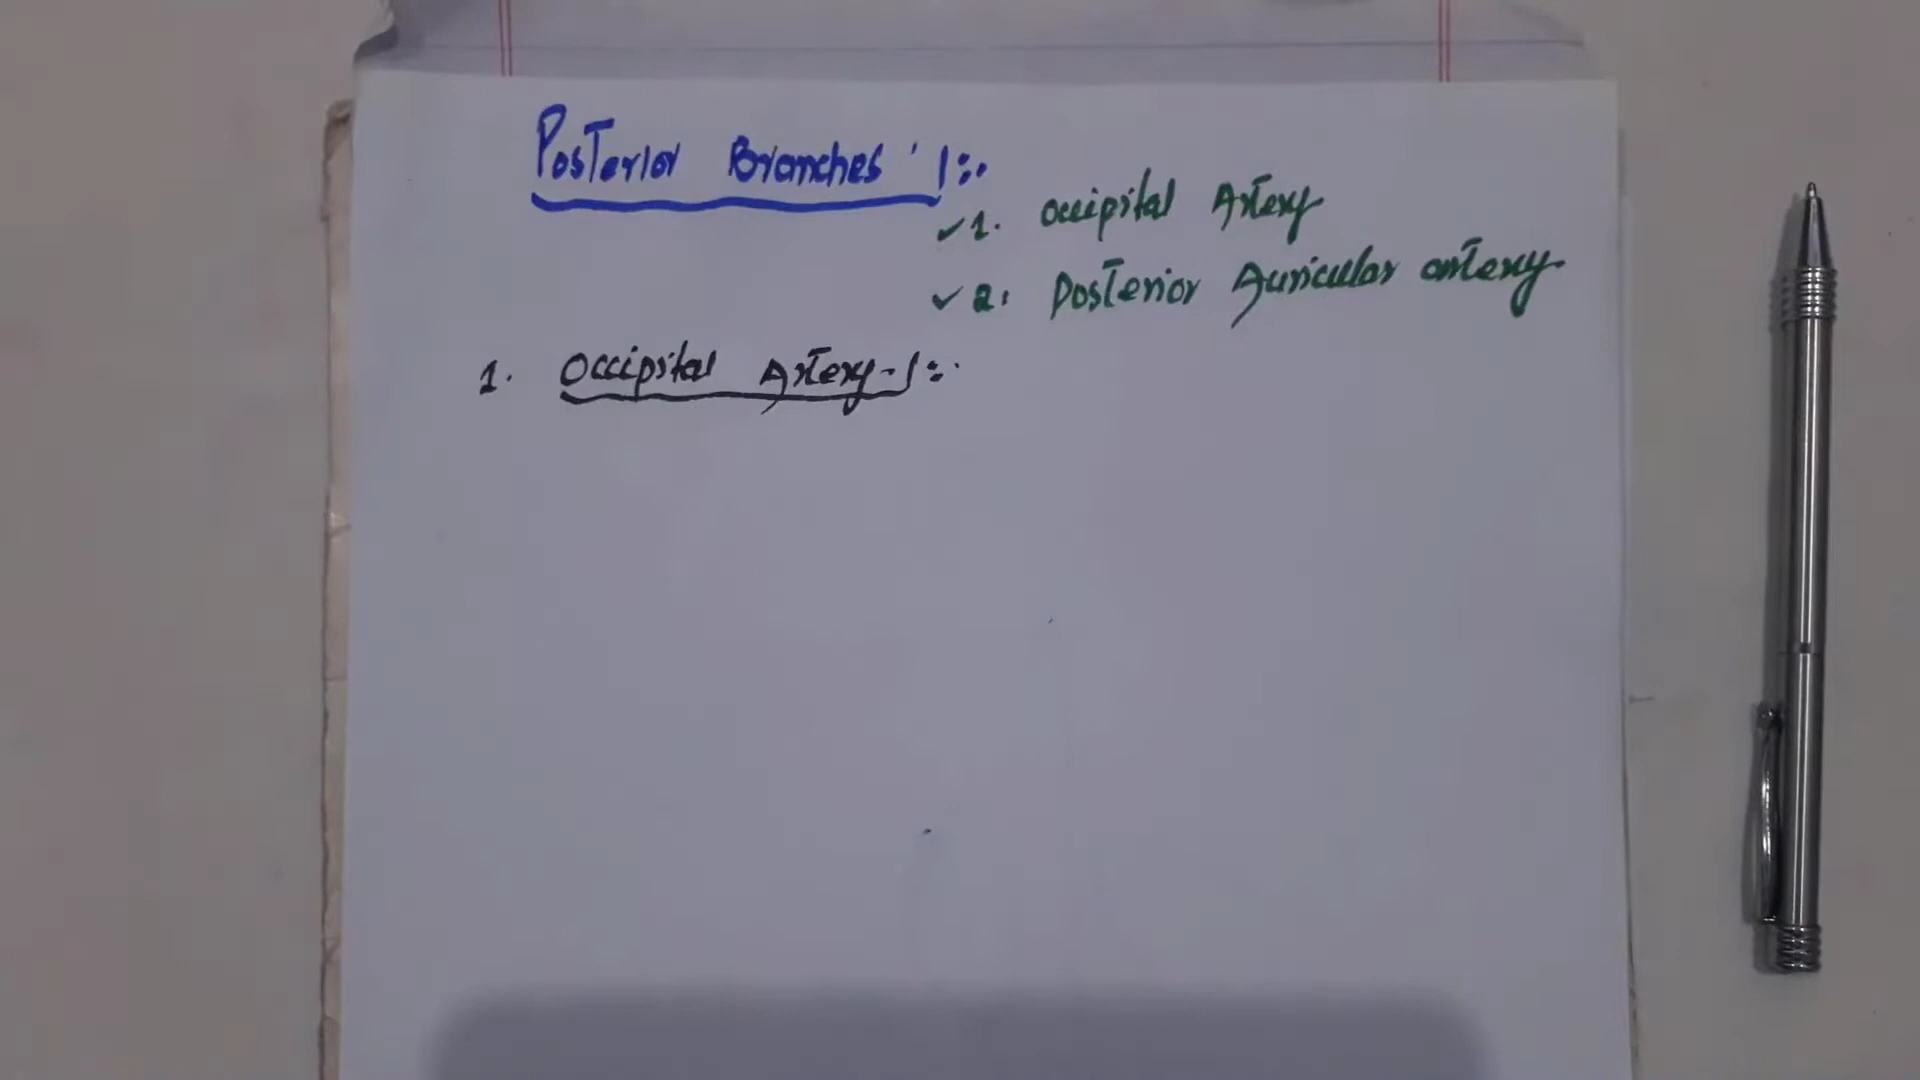 Posterior Branches :-
✓1. Occipital Artery
✓2. Posterior Auricular artery
1. Occipital Artery :-